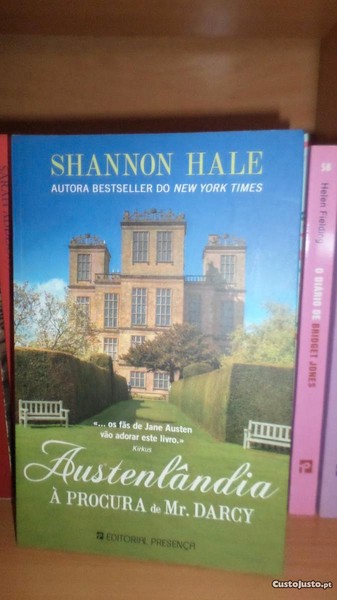 SHANNON HALE
AUTORA BESTSELLER DO NEW YORK TIMES
«... os fãs de Jane Austen
vão adorar este livro.»
Kirkus
Austenlândia
À PROCURA de Mr. DARCY
EDITORIAL PRESENÇA
Helen Fielding
O DIÁRIO DE BRIDGET JONES
CustoJusto.pt